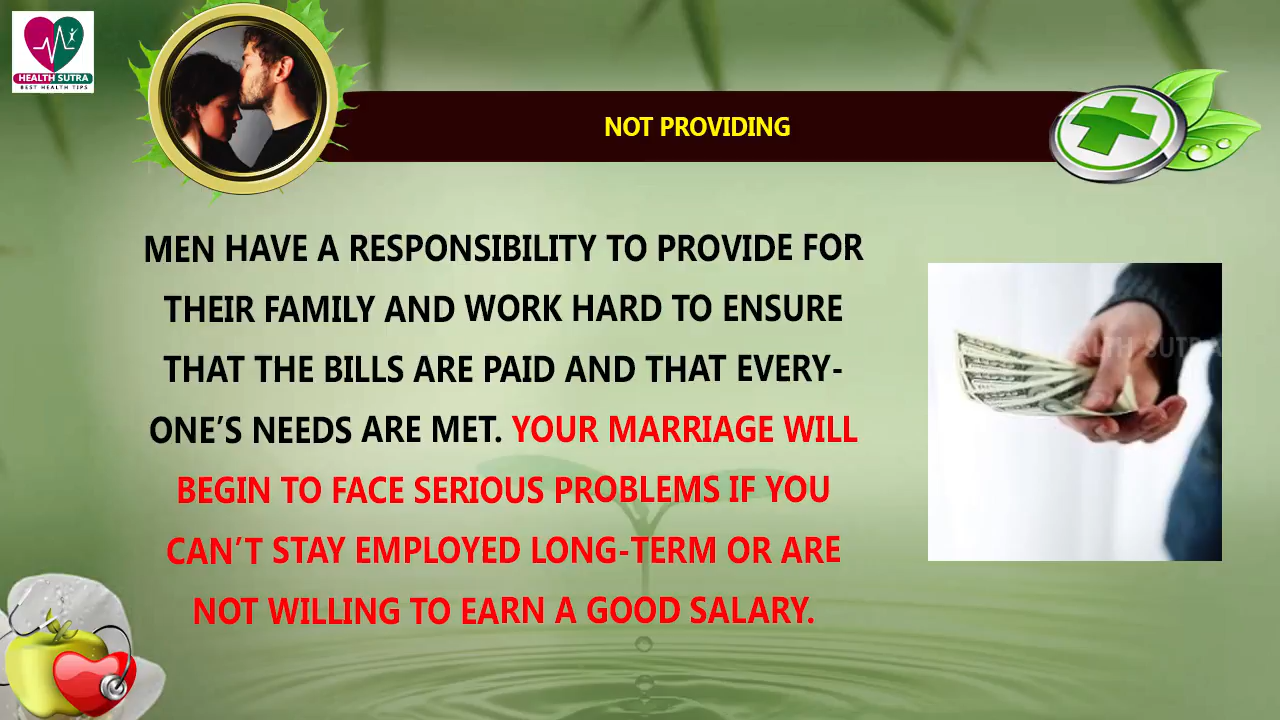 HEALTH SUTRA
BEST HEALTH TIPS
NOT PROVIDING
MEN HAVE A RESPONSIBILITY TO PROVIDE FOR
THEIR FAMILY AND WORK HARD TO ENSURE
THAT THE BILLS ARE PAID AND THAT EVERY-
ONE'S NEEDS ARE MET. YOUR MARRIAGE WILL
BEGIN TO FACE SERIOUS PROBLEMS IF YOU
CAN'T STAY EMPLOYED LONG-TERM OR ARE
NOT WILLING TO EARN A GOOD SALARY.
SUTRA